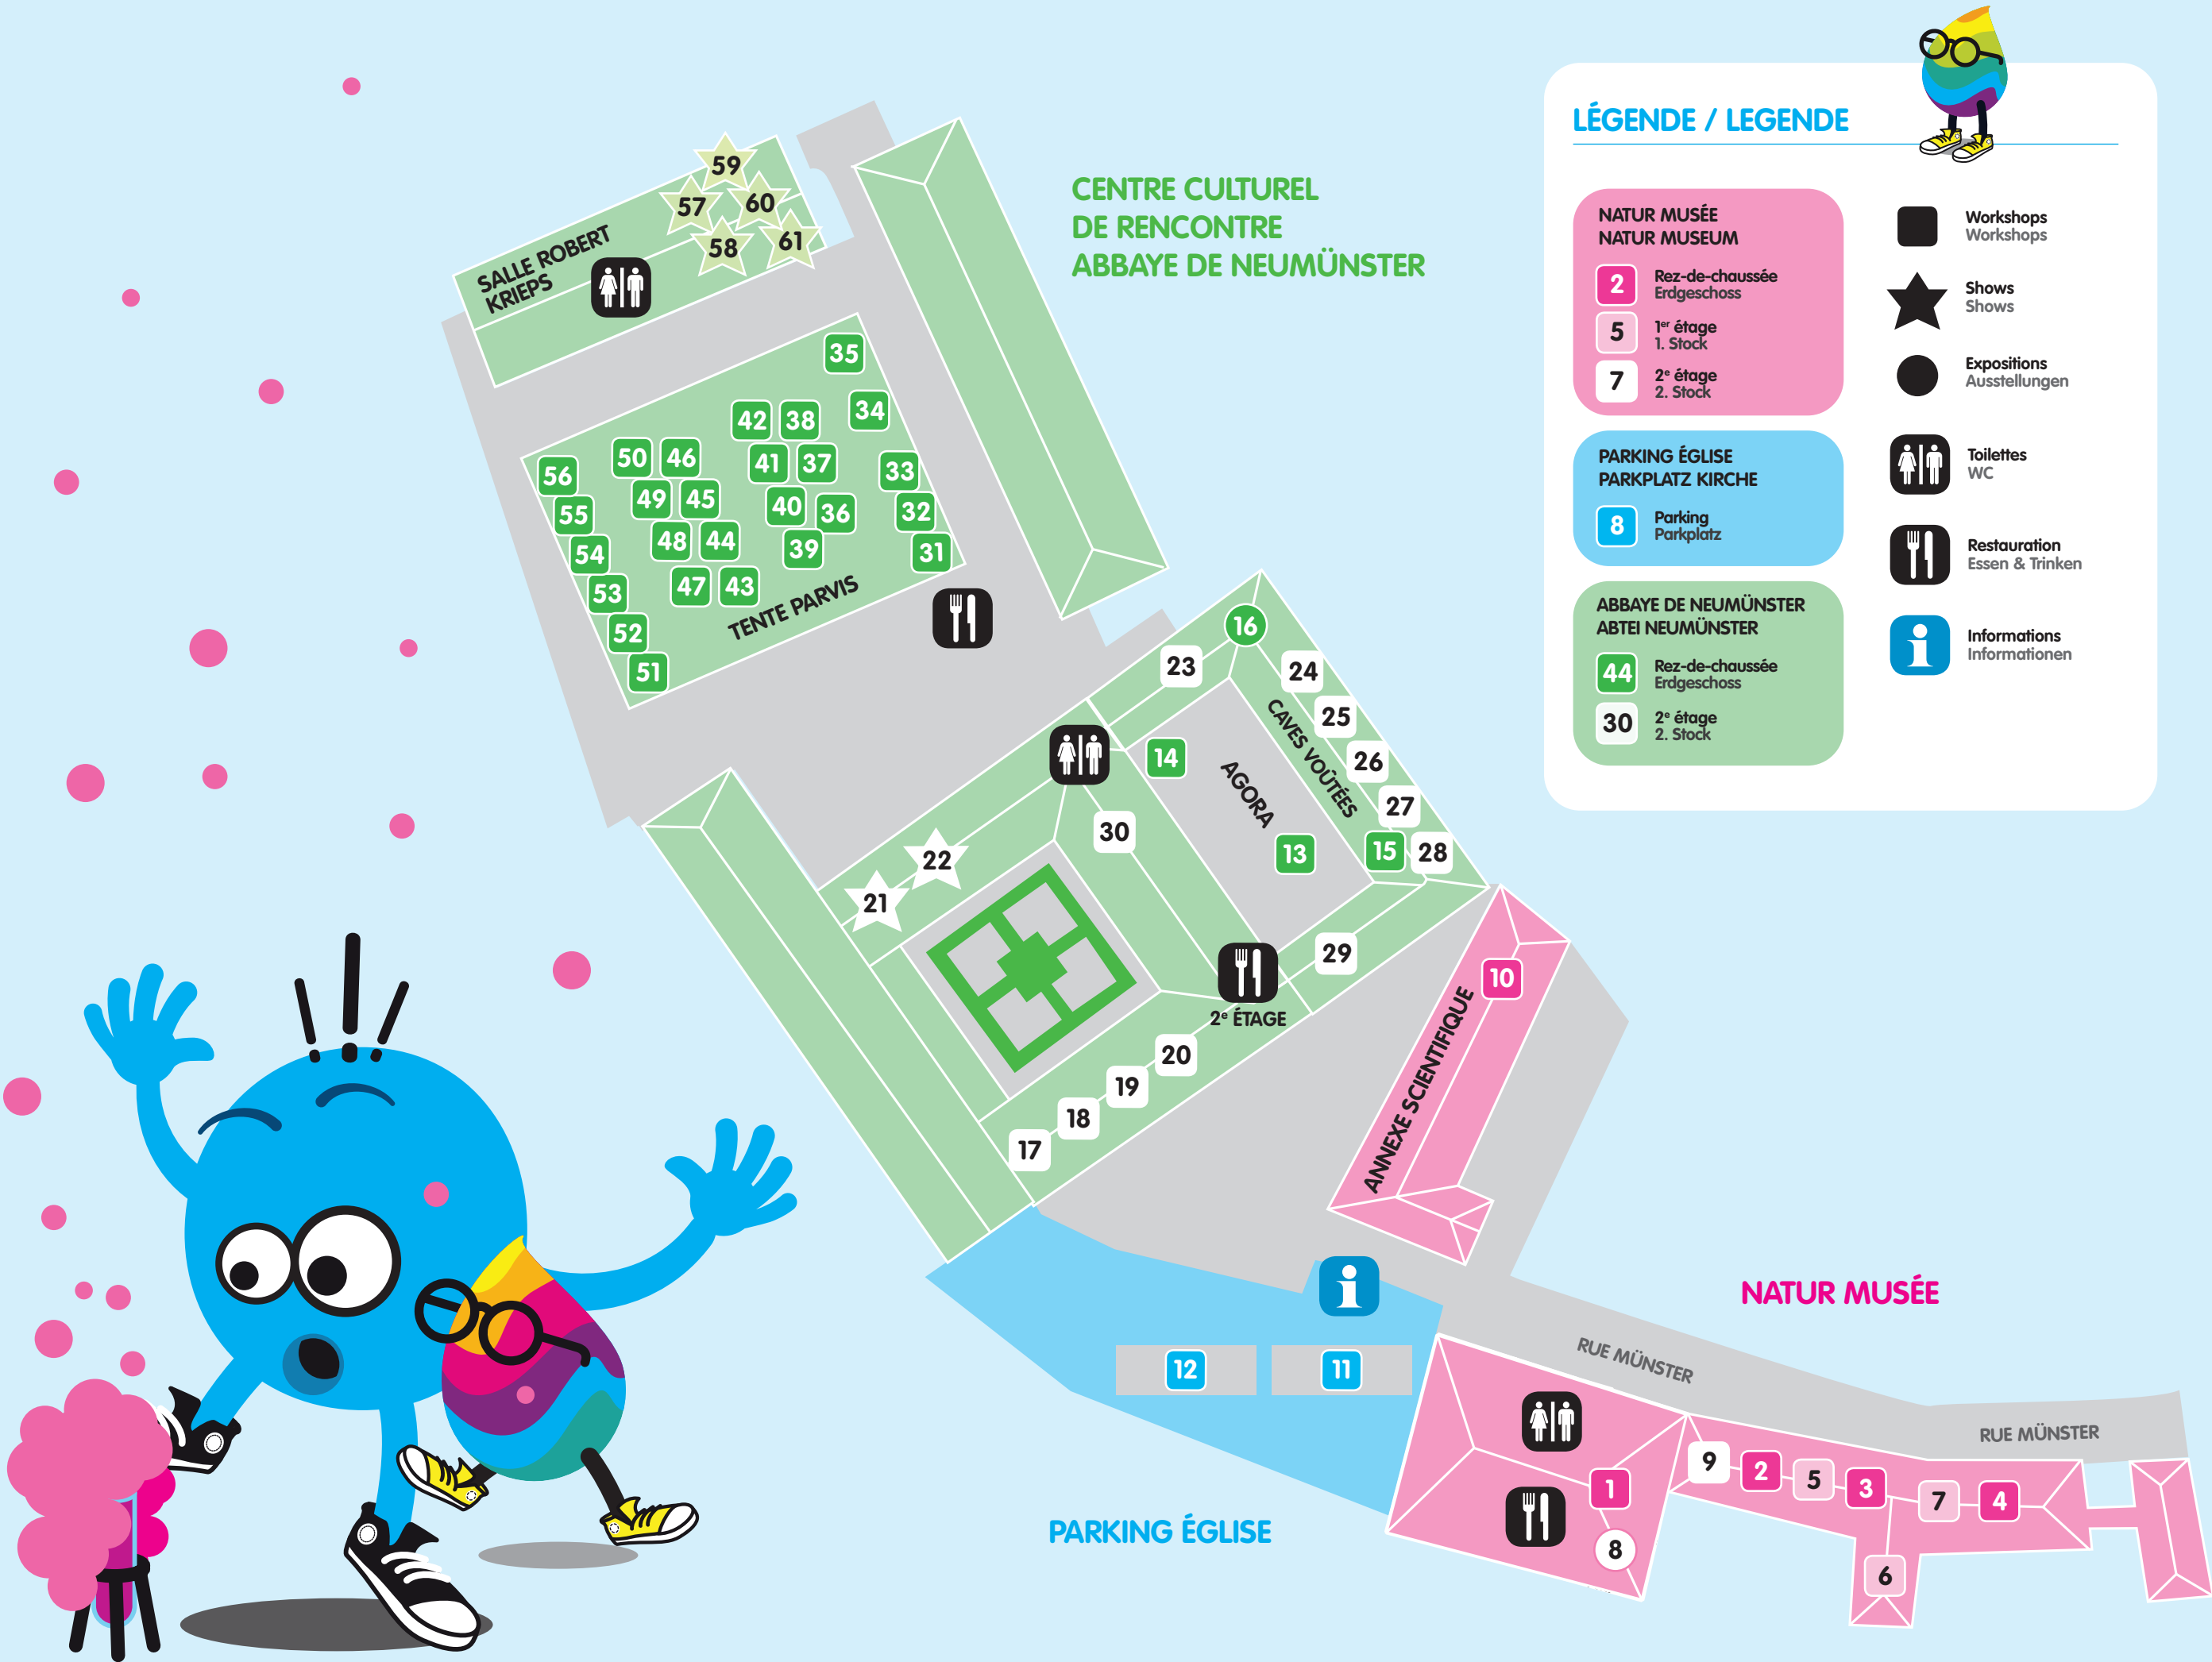 LÉGENDE / LEGENDE
NATUR MUSÉE
NATUR MUSEUM
2
Rez-de-chaussée
Erdgeschoss
5
1er étage
1. Stock
7
2e étage
2. Stock
PARKING ÉGLISE
PARKPLATZ KIRCHE
8
Parking
Parkplatz
ABBAYE DE NEUMÜNSTER
ABTEI NEUMÜNSTER
44
Rez-de-chaussée
Erdgeschoss
30
2e étage
2. Stock
Workshops
Workshops
Shows
Shows
Expositions
Ausstellungen
Toilettes
WC
Restauration
Essen & Trinken
i
Informations
Informationen
CENTRE CULTUREL
DE RENCONTRE
ABBAYE DE NEUMÜNSTER
59
57
60
58
61
SALLE ROBERT
KRIEPS
35
34
42
38
50
46
41
37
33
56
49
45
40
36
32
55
48
44
39
31
54
47
43
53
52
51
TENTE PARVIS
16
23
24
25
26
27
28
15
CAVES VOÛTÉES
14
AGORA
13
30
22
21
29
2e ÉTAGE
20
19
18
17
10
ANNEXE SCIENTIFIQUE
i
12
11
NATUR MUSÉE
RUE MÜNSTER
RUE MÜNSTER
9
2
5
3
7
4
1
8
6
PARKING ÉGLISE